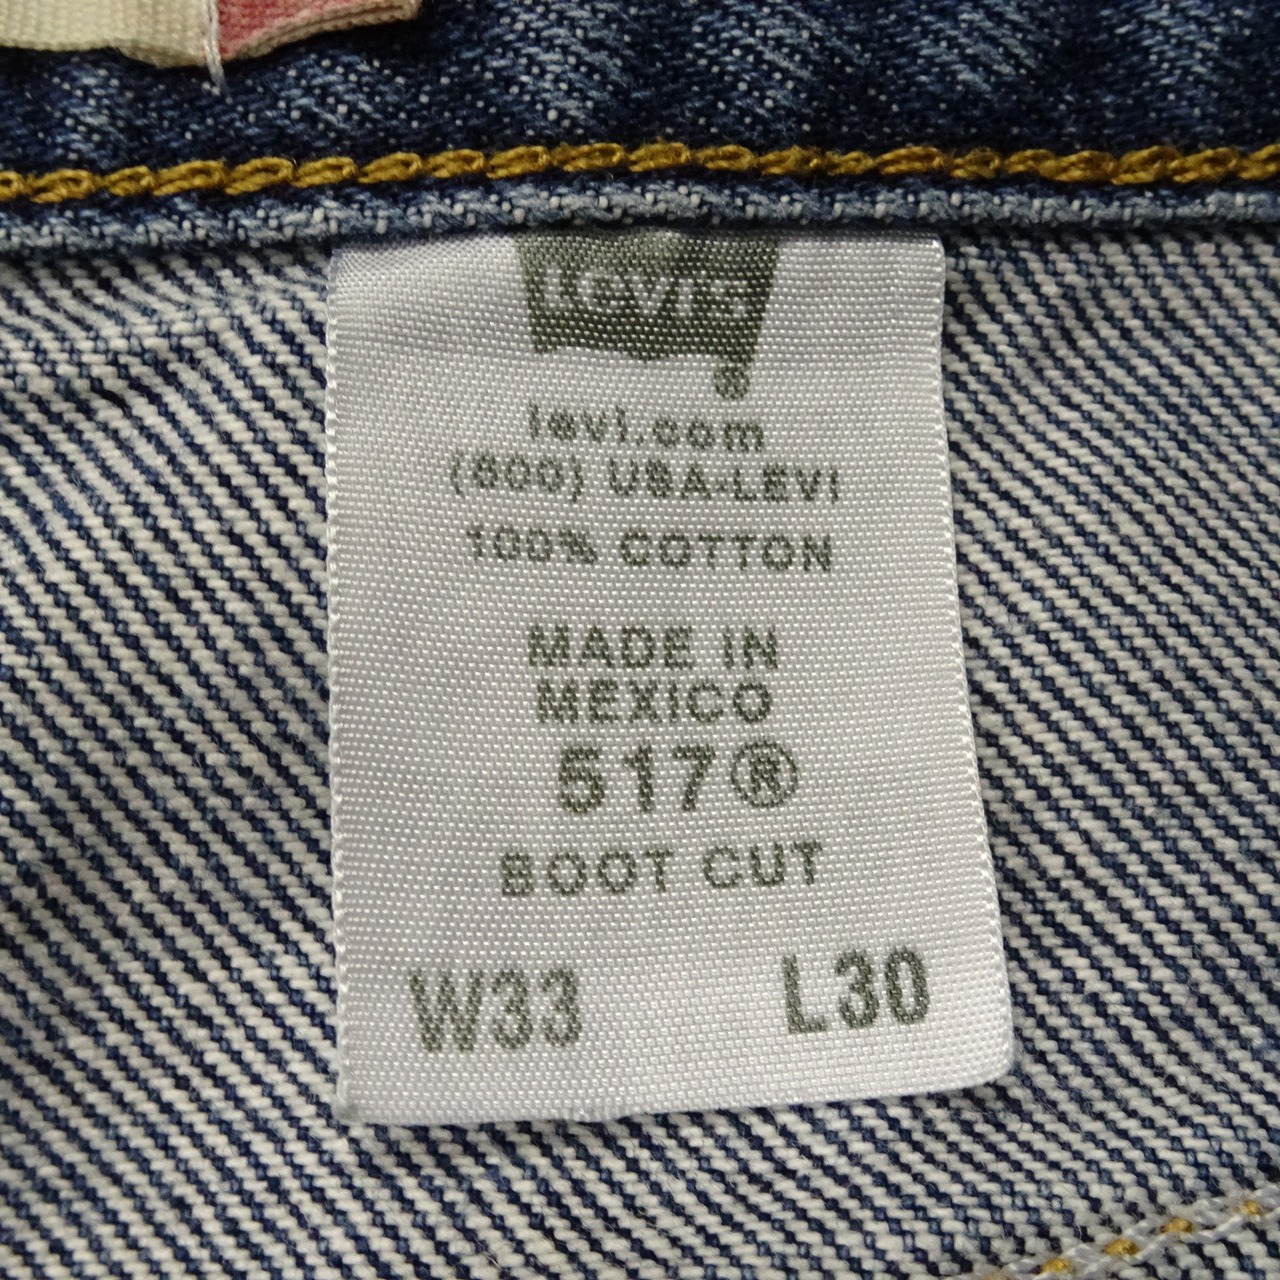 Levi's
®
levi.com
(800) USA-LEVI
100% COTTON
MADE IN
MEXICO
517®
BOOT CUT
W33 L30